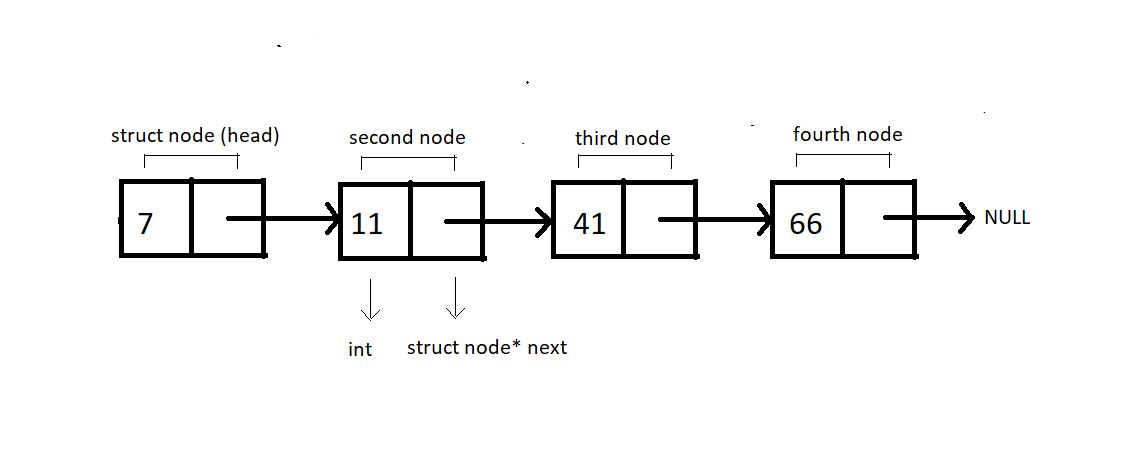 struct node (head)
second node
third node
fourth node
7
11
41
66
NULL
int
struct node* next